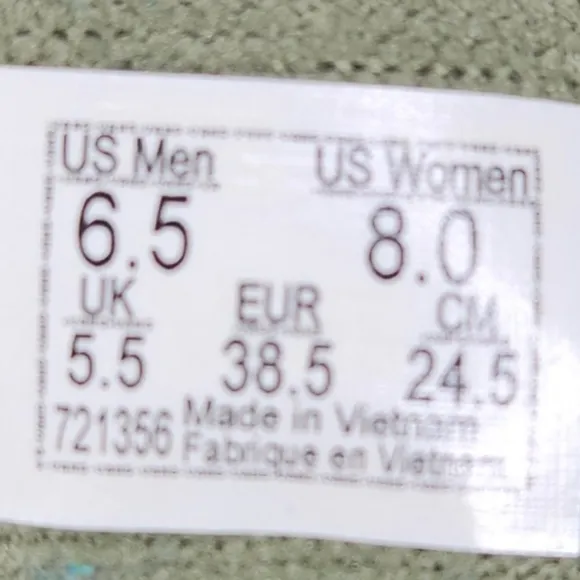 US Men US Women
6.5 8.0
UK EUR CM
5.5 38.5 24.5
721356 Made in Vietnam
Fabrique en Vietnam